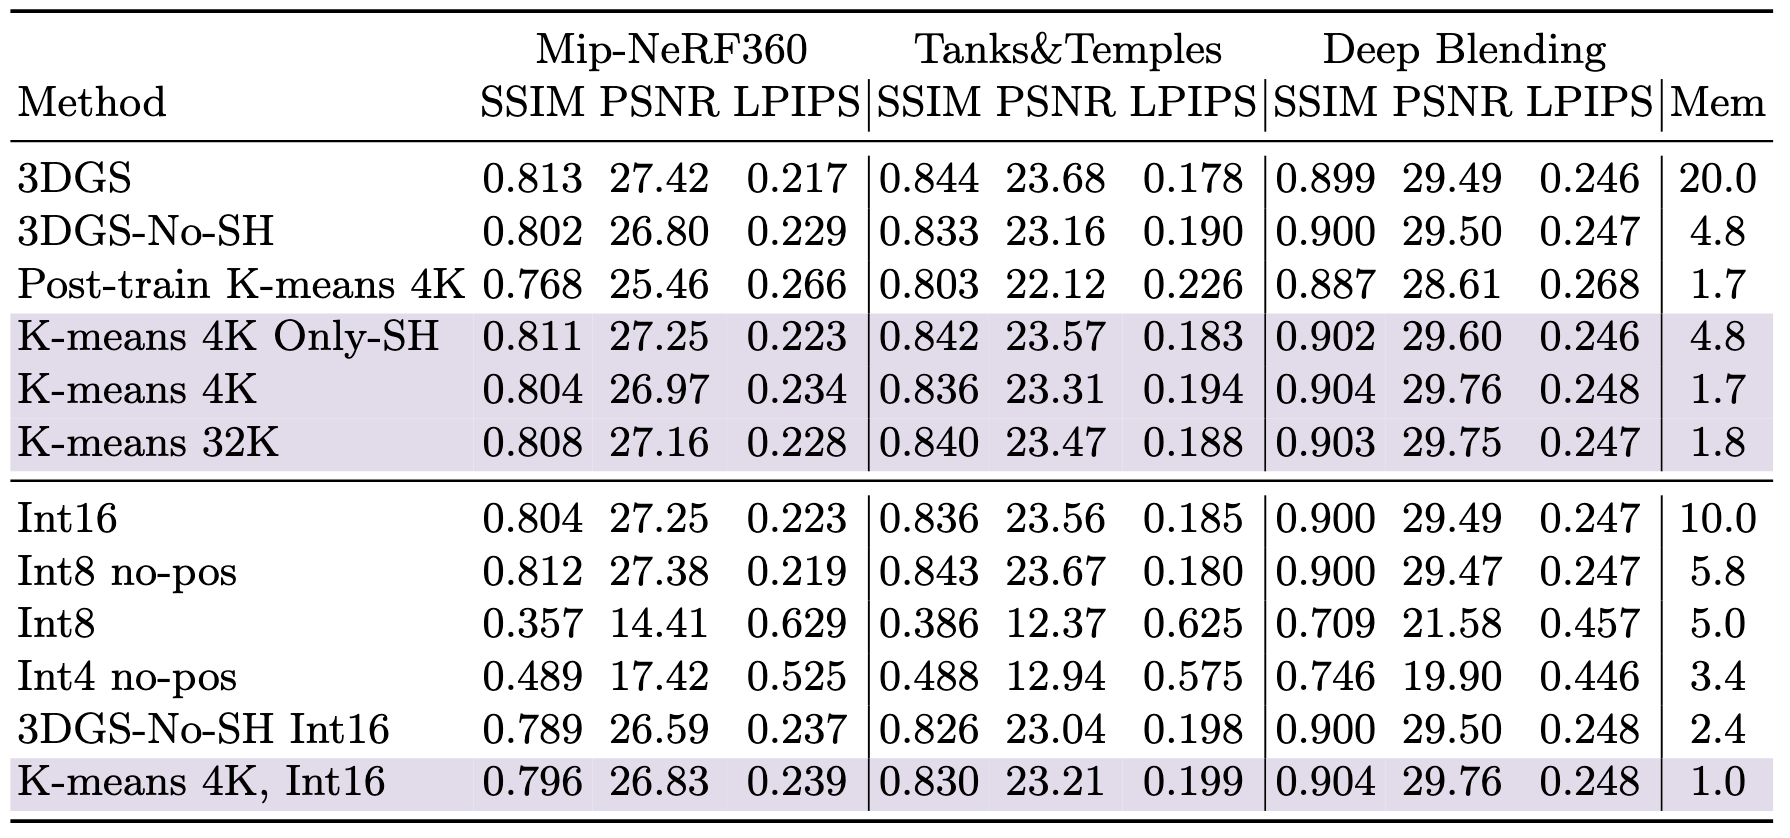 Mip-NeRF360 Tanks&Temples Deep Blending
Method SSIM PSNR LPIPS SSIM PSNR LPIPS SSIM PSNR LPIPS Mem
3DGS 0.813 27.42 0.217 0.844 23.68 0.178 0.899 29.49 0.246 20.0
3DGS-No-SH 0.802 26.80 0.229 0.833 23.16 0.190 0.900 29.50 0.247 4.8
Post-train K-means 4K 0.768 25.46 0.266 0.803 22.12 0.226 0.887 28.61 0.268 1.7
K-means 4K Only-SH 0.811 27.25 0.223 0.842 23.57 0.183 0.902 29.60 0.246 4.8
K-means 4K 0.804 26.97 0.234 0.836 23.31 0.194 0.904 29.76 0.248 1.7
K-means 32K 0.808 27.16 0.228 0.840 23.47 0.188 0.903 29.75 0.247 1.8
Int16 0.804 27.25 0.223 0.836 23.56 0.185 0.900 29.49 0.247 10.0
Int8 no-pos 0.812 27.38 0.219 0.843 23.67 0.180 0.900 29.47 0.247 5.8
Int8 0.357 14.41 0.629 0.386 12.37 0.625 0.709 21.58 0.457 5.0
Int4 no-pos 0.489 17.42 0.525 0.488 12.94 0.575 0.746 19.90 0.446 3.4
3DGS-No-SH Int16 0.789 26.59 0.237 0.826 23.04 0.198 0.900 29.50 0.248 2.4
K-means 4K, Int16 0.796 26.83 0.239 0.830 23.21 0.199 0.904 29.76 0.248 1.0